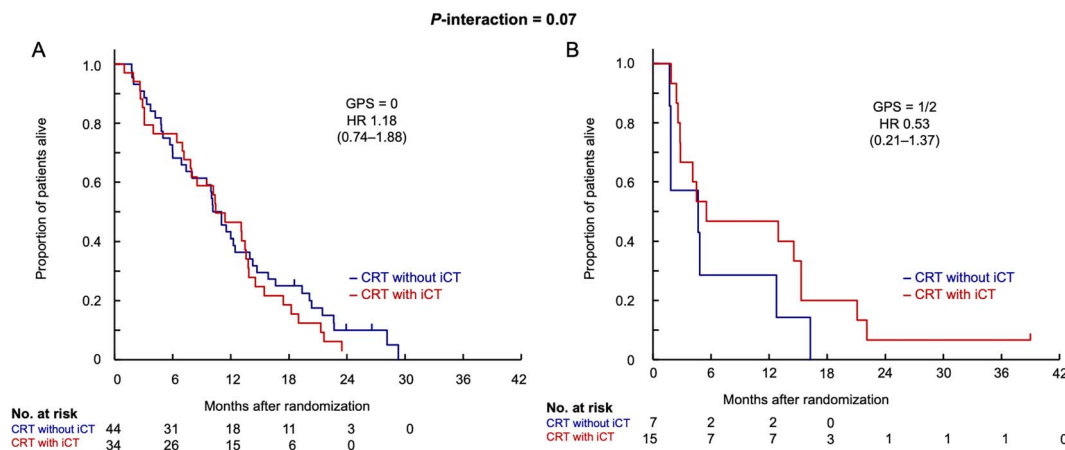 P-interaction = 0.07
A
1.0
0.8
0.6
0.4
0.2
0
Proportion of patients alive
GPS = 0
HR 1.18
(0.74–1.88)
CRT without iCT
CRT with iCT
0 6 12 18 24 30 36 42
Months after randomization
No. at risk
CRT without iCT 44 31 18 11 3 0
CRT with iCT 34 26 15 6 0
B
1.0
0.8
0.6
0.4
0.2
0
Proportion of patients alive
GPS = 1/2
HR 0.53
(0.21–1.37)
CRT without iCT
CRT with iCT
0 6 12 18 24 30 36 42
Months after randomization
No. at risk
CRT without iCT 7 2 2 0
CRT with iCT 15 7 7 3 1 1 1 0